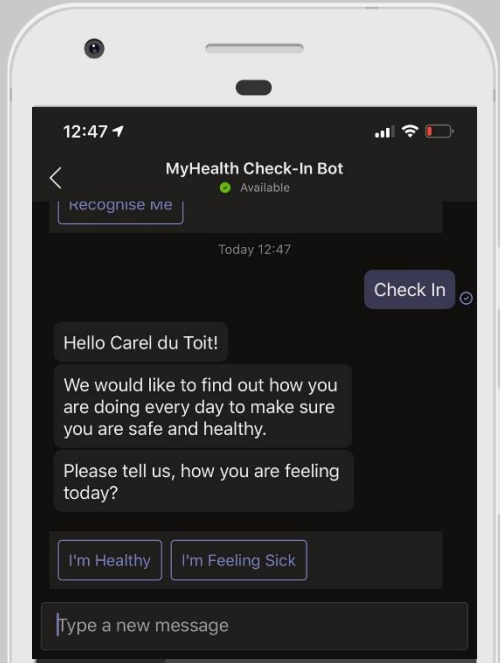 12:47
MyHealth Check-In Bot
Available
Recognise Me
Today 12:47
Check In
Hello Carel du Toit!
We would like to find out how you
are doing every day to make sure
you are safe and healthy.
Please tell us, how you are feeling
today?
I'm Healthy
I'm Feeling Sick
Type a new message